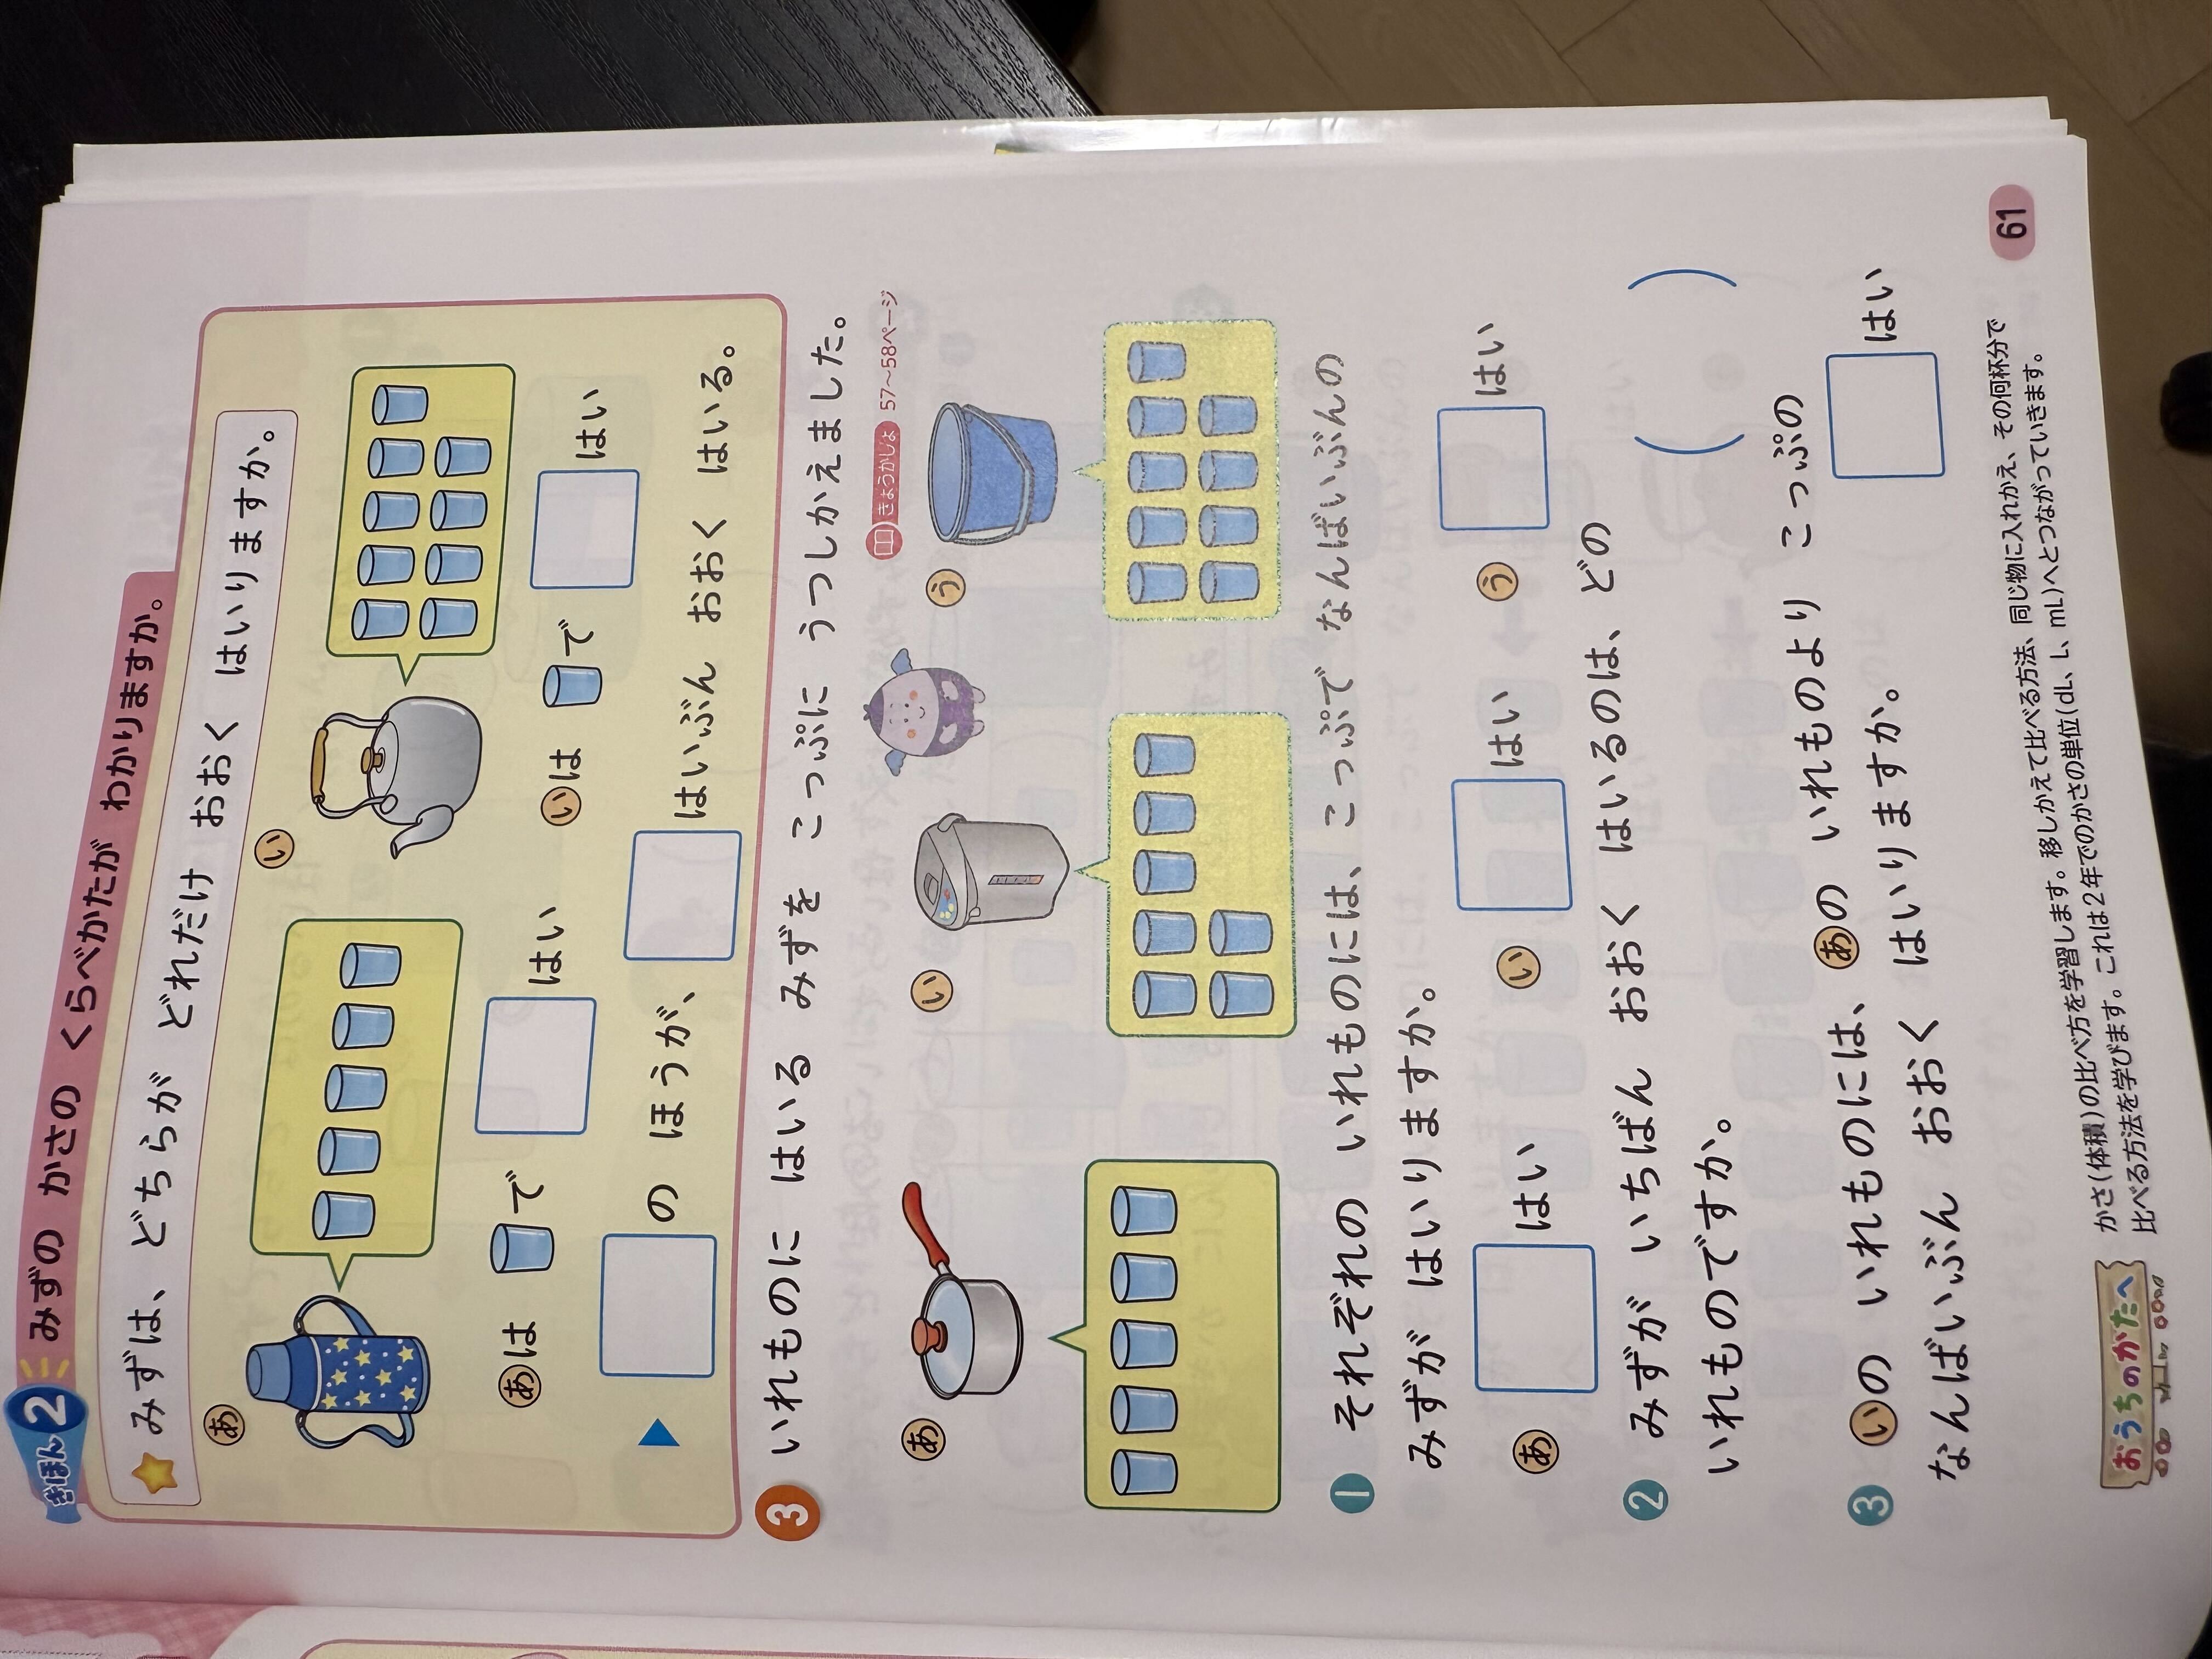 きほん 2 みずの かさの くらべかたが わかりますか。
みずは、どちらが どれだけ おおく はいりますか。
あ い
あは で はい いは で はい
の ほうが、 はいぶん おおく はいる。
3 いれものに はいる みずを こっぷに うつしかえました。
きょうかしょ 57〜58ページ
あ い う
1 それぞれの いれものには、こっぷで なんばいいぶんの
みずが はいりますか。
あ はい い はい う はい
2 みずが いちばん おおく はいるのは、どの
いれものですか。
( )
3 いの いれものには、あの いれものより こっぷの
なんばいいぶん おおく はいりますか。
はい
おうちのかたへ
かさ(体積)の比べ方を学習します。移しかえて比べる方法、同じ物に入れかえ、その何杯分で
比べる方法を学びます。これは2年でのかさの単位(dL、L、mL)へとつながっていきます。
61